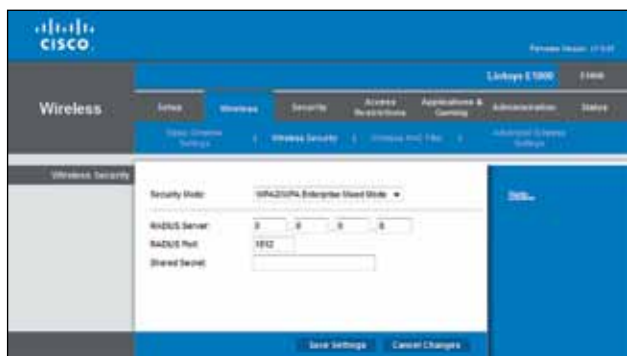 CISCO
Linksys E1000
E1000
Wireless
Setup
Wireless
Security
Access Restrictions
Applications & Gaming
Administration
Status
Basic Wireless Settings
Wireless Security
Wireless MAC Filter
Advanced Wireless Settings
Wireless Security
Security Mode:
WPA2/WPA Enterprise Mixed Mode
Help...
RADIUS Server:
0 . 0 . 0 . 0
RADIUS Port:
1812
Shared Secret:
Save Settings
Cancel Changes